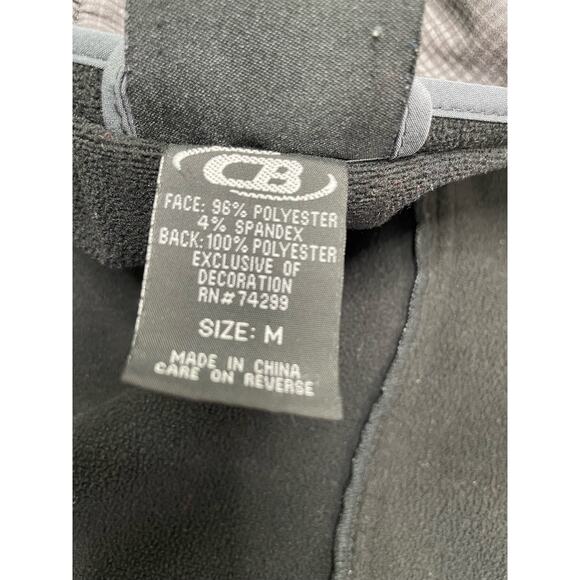 CB
FACE: 96% POLYESTER
4% SPANDEX
BACK: 100% POLYESTER
EXCLUSIVE OF
DECORATION
RN# 74299
SIZE: M
MADE IN CHINA
CARE ON REVERSE